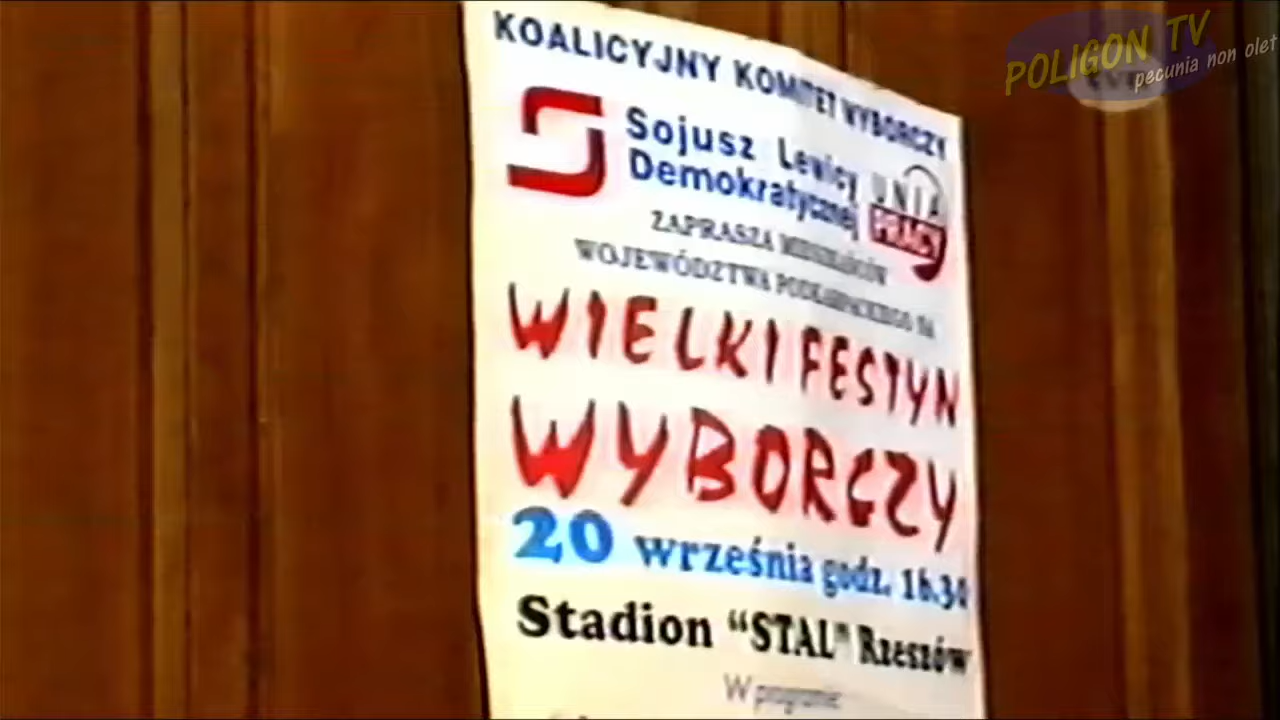 KOALICYJNY KOMITET WYBORCZY
Sojusz Lewicy
Demokratycznej
UNIA
PRACY
ZAPRASZA MIESZKAŃCÓW
WOJEWÓDZTWA PODKARPACKIEGO NA
WIELKI FESTYN
WYBORCZY
20 września godz. 16.30
Stadion "STAL" Rzeszów
W programie:
POLIGON TV
pecunia non olet